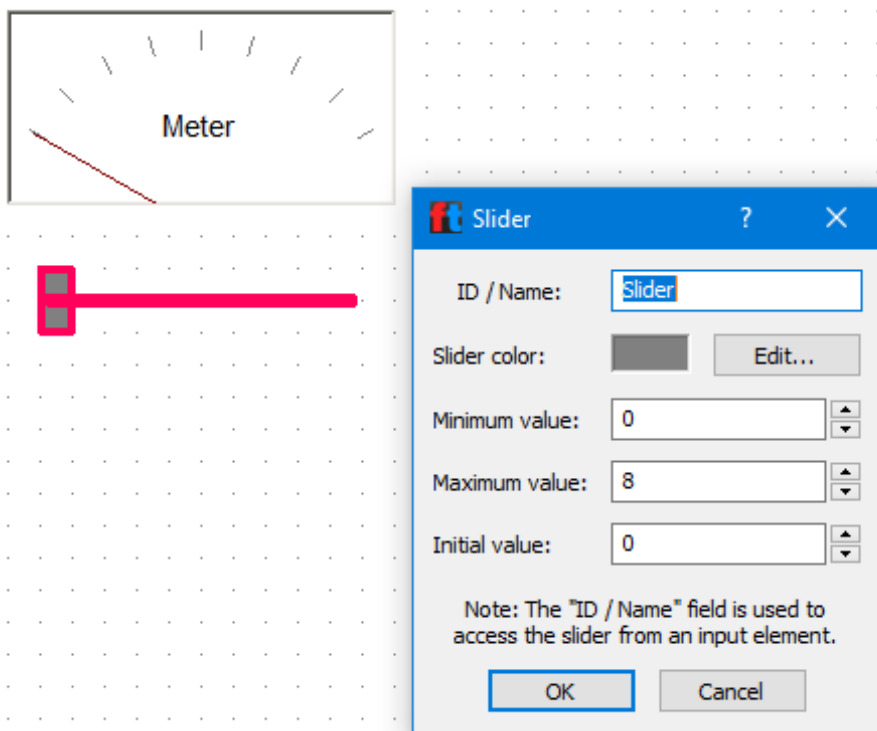 Meter
ft Slider ? ×
ID / Name: Slider
Slider color: Edit...
Minimum value: 0
Maximum value: 8
Initial value: 0
Note: The "ID / Name" field is used to
access the slider from an input element.
OK Cancel